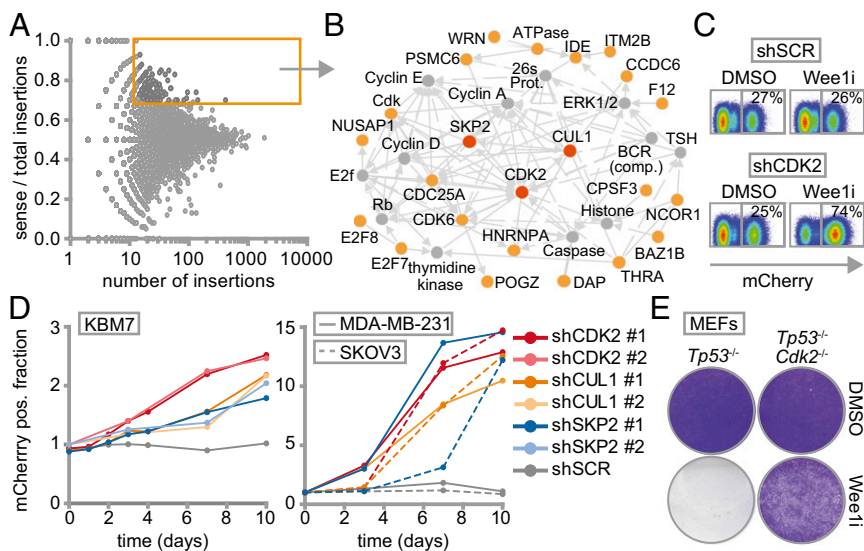 A
sense / total insertions
1.0
0.8
0.6
0.4
0.2
0.0
1
10
100
1000
10000
number of insertions
B
WRN
ATPase
IDE
ITM2B
PSMC6
26s
Prot.
CCDC6
Cyclin E
Cyclin A
ERK1/2
F12
Cdk
SKP2
CUL1
NUSAP1
Cyclin D
BCR
(comp.)
TSH
E2f
CDK2
CDC25A
CPSF3
Rb
CDK6
Histone
NCOR1
E2F8
HNRNPA
Caspase
BAZ1B
E2F7
thymidine
kinase
POGZ
DAP
THRA
C
shSCR
DMSO
Wee1i
27%
26%
shCDK2
DMSO
Wee1i
25%
74%
mCherry
D
mCherrry pos. fraction
KBM7
3
2
1
0
0 2 4 6 8 10
time (days)
MDA-MB-231
SKOV3
15
10
5
0
0 2 4 6 8 10
time (days)
shCDK2 #1
shCDK2 #2
shCUL1 #1
shCUL1 #2
shSKP2 #1
shSKP2 #2
shSCR
E
MEFs
Tp53-/-
Tp53-/-
Cdk2-/-
DMSO
Wee1i